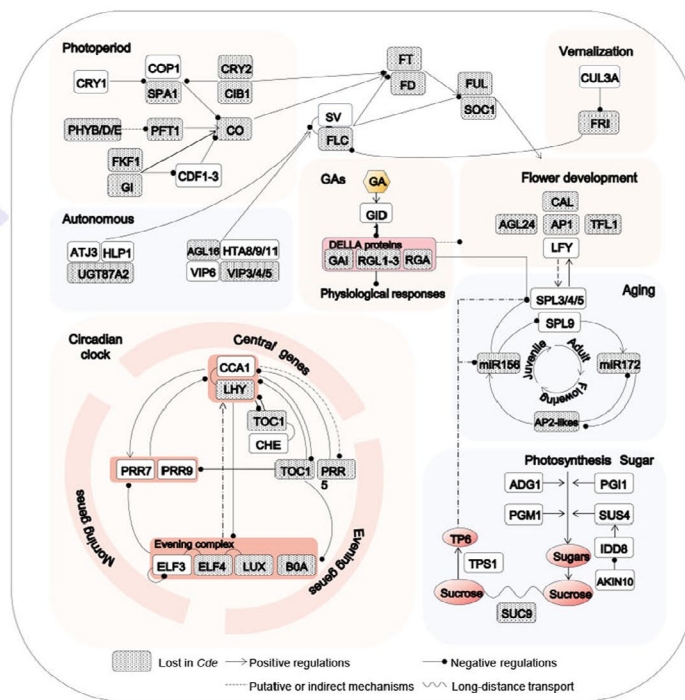 Photoperiod
CRY1
COP1
SPA1
CRY2
CIB1
PHYB/D/E
PFT1
CO
FKF1
GI
CDF1-3
FT
FD
SV
FLC
FUL
SOC1
Vernalization
CUL3A
FRI
Autonomous
ATJ3
HLP1
UGT87A2
AGL16
HTA8/9/11
VIP6
VIP3/4/5
GAs
GA
GID
1
DELLA proteins
GAI
RGL1-3
RGA
Physiological responses
Flower development
CAL
AGL24
AP1
TFL1
LFY
SPL3/4/5
Aging
SPL9
miR156
miR172
Juvenile
Adult
Flowering
AP2-likes
Circadian
clock
Central genes
CCA1
LHY
TOC1
CHE
PRR7
PRR9
TOC1
PRR
5
Morning genes
Evening genes
Evening complex
ELF3
ELF4
LUX
B0A
Photosynthesis Sugar
ADG1
PGI1
PGM1
SUS4
TP6
TPS1
Sugars
IDD8
AKIN10
Sucrose
Sucrose
SUC9
Lost in Cde
Positive regulations
Negative regulations
Putative or indirect mechanisms
Long-distance transport